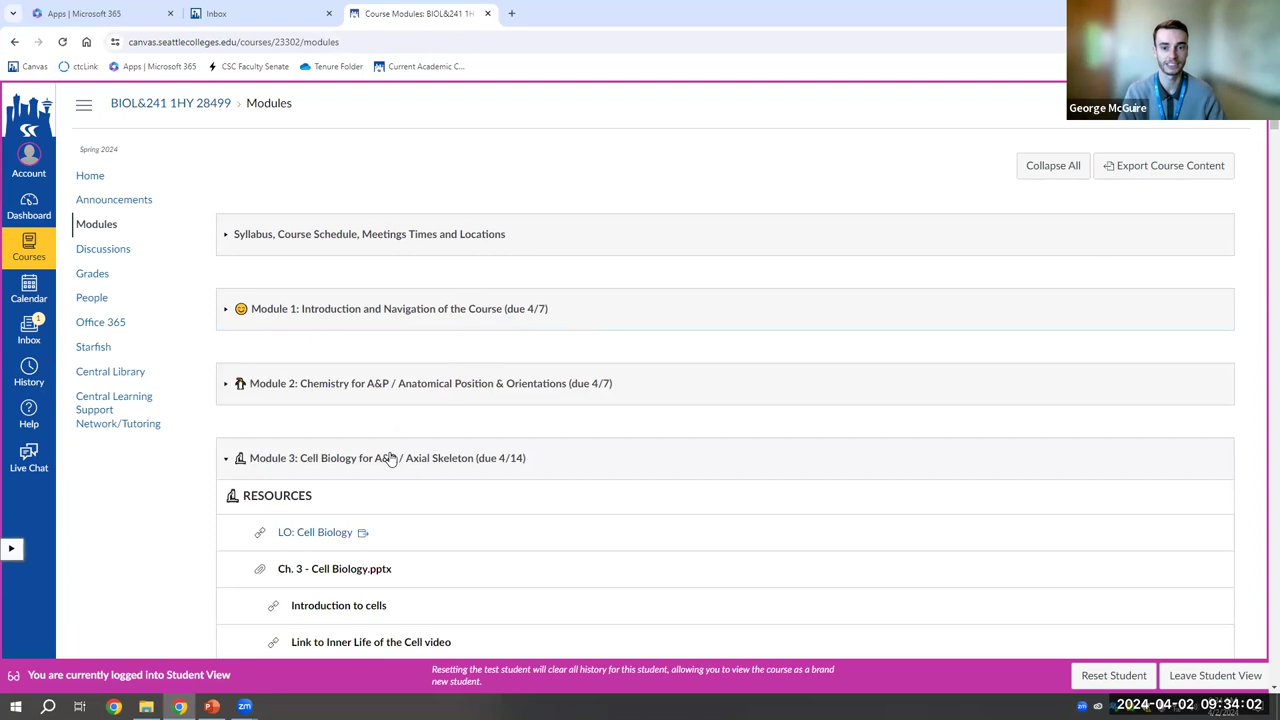 Apps | Microsoft 365
Inbox
Course Modules: BIOL&241 1H
canvas.seattlecolleges.edu/courses/23302/modules
Canvas
ctcLink
Apps | Microsoft 365
CSC Faculty Senate
Tenure Folder
Current Academic C...
George McGuire
BIOL&241 1HY 28499 › Modules
Account
Dashboard
Courses
Calendar
1
Inbox
History
Help
Live Chat
Spring 2024
Home
Announcements
Modules
Discussions
Grades
People
Office 365
Starfish
Central Library
Central Learning
Support
Network/Tutoring
Collapse All
Export Course Content
Syllabus, Course Schedule, Meetings Times and Locations
Module 1: Introduction and Navigation of the Course (due 4/7)
Module 2: Chemistry for A&P / Anatomical Position & Orientations (due 4/7)
Module 3: Cell Biology for A& / Axial Skeleton (due 4/14)
RESOURCES
LO: Cell Biology
Ch. 3 - Cell Biology.pptx
Introduction to cells
Link to Inner Life of the Cell video
You are currently logged into Student View
Resetting the test student will clear all history for this student, allowing you to view the course as a brand
new student.
Reset Student
Leave Student View
2024-04-02 09:34:02